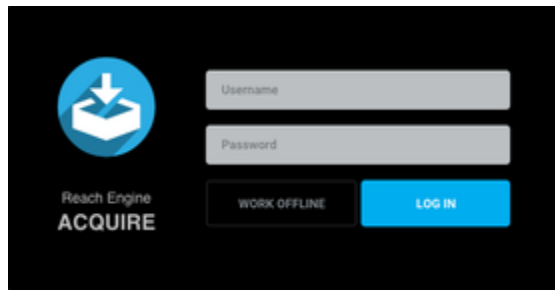 Username
Password
Reach Engine
ACQUIRE
WORK OFFLINE
LOG IN